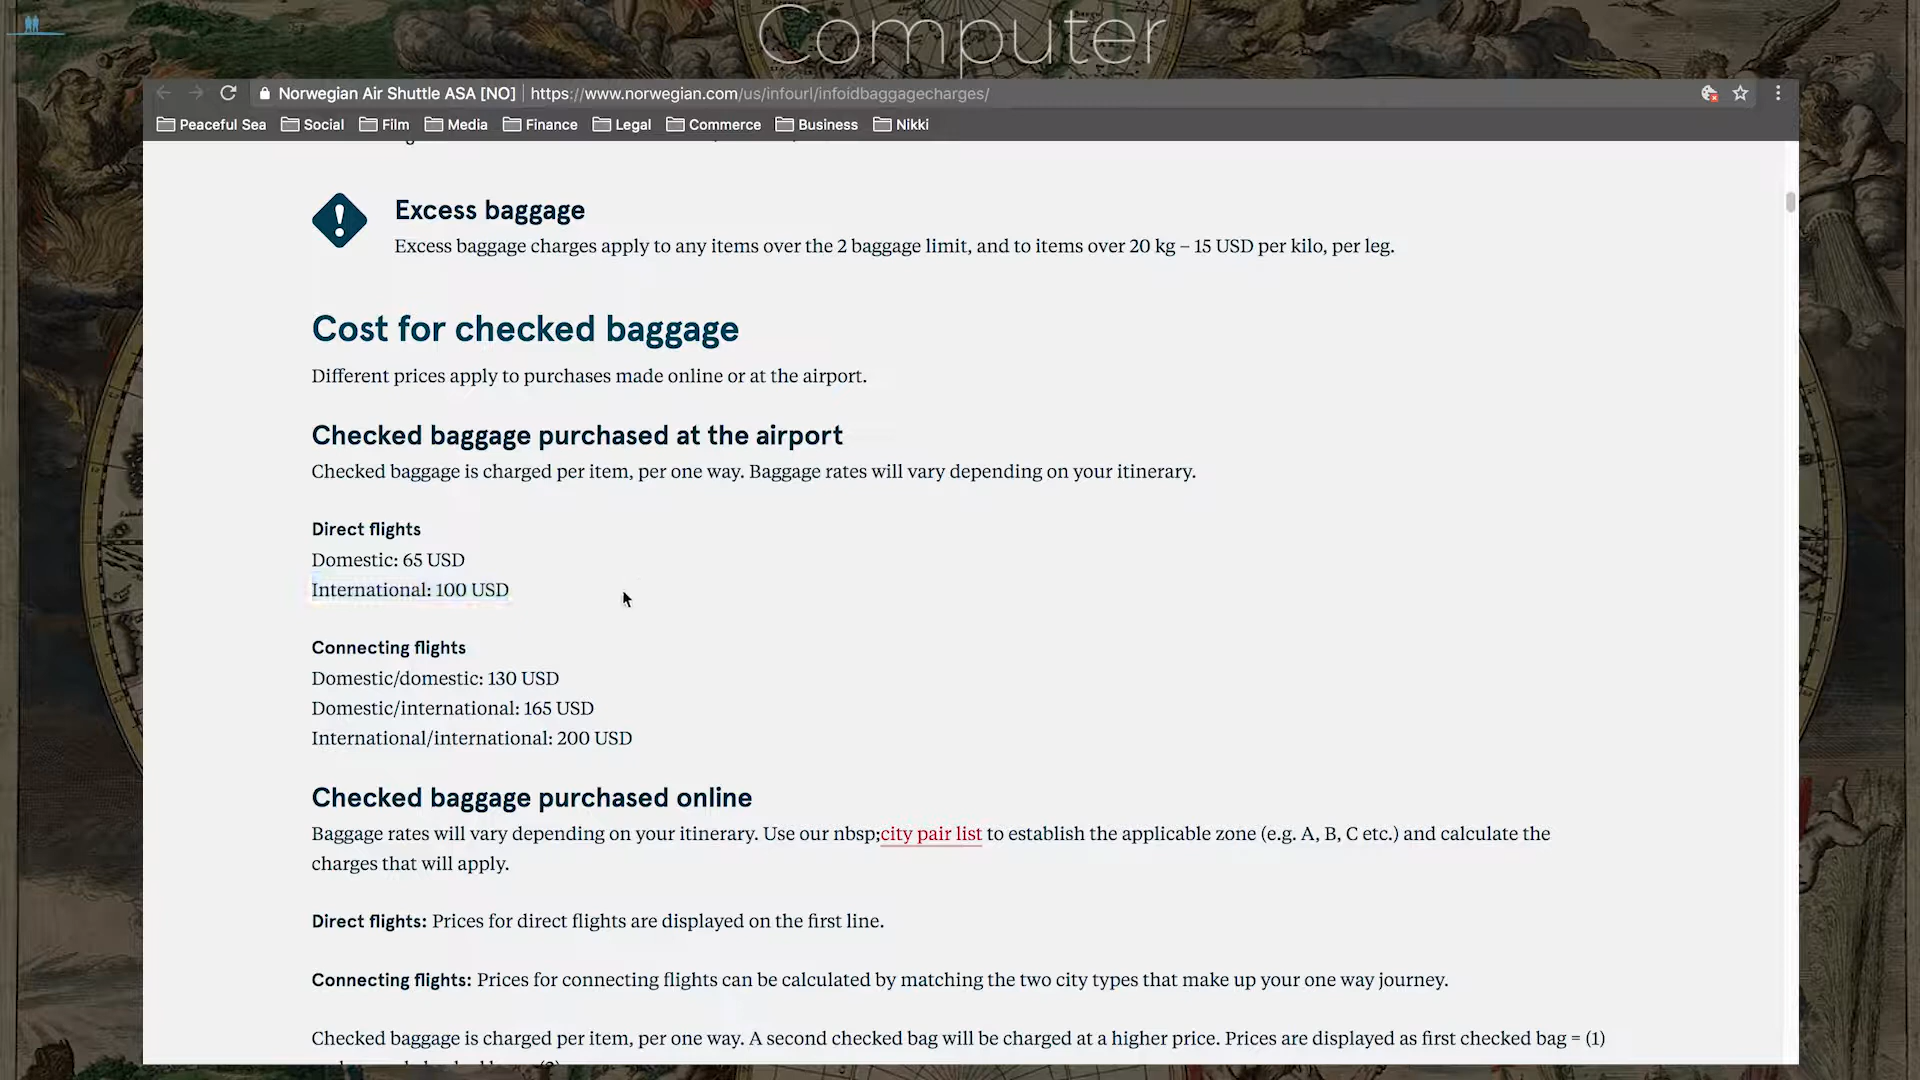 Computer
Norwegian Air Shuttle ASA [NO] | https://www.norwegian.com/us/infourl/infoidbaggagecharges/
Peaceful Sea Social Film Media Finance Legal Commerce Business Nikki
Excess baggage
Excess baggage charges apply to any items over the 2 baggage limit, and to items over 20 kg – 15 USD per kilo, per leg.
Cost for checked baggage
Different prices apply to purchases made online or at the airport.
Checked baggage purchased at the airport
Checked baggage is charged per item, per one way. Baggage rates will vary depending on your itinerary.
Direct flights
Domestic: 65 USD
International: 100 USD
Connecting flights
Domestic/domestic: 130 USD
Domestic/international: 165 USD
International/international: 200 USD
Checked baggage purchased online
Baggage rates will vary depending on your itinerary. Use our nbsp;city pair list to establish the applicable zone (e.g. A, B, C etc.) and calculate the
charges that will apply.
Direct flights: Prices for direct flights are displayed on the first line.
Connecting flights: Prices for connecting flights can be calculated by matching the two city types that make up your one way journey.
Checked baggage is charged per item, per one way. A second checked bag will be charged at a higher price. Prices are displayed as first checked bag = (1)